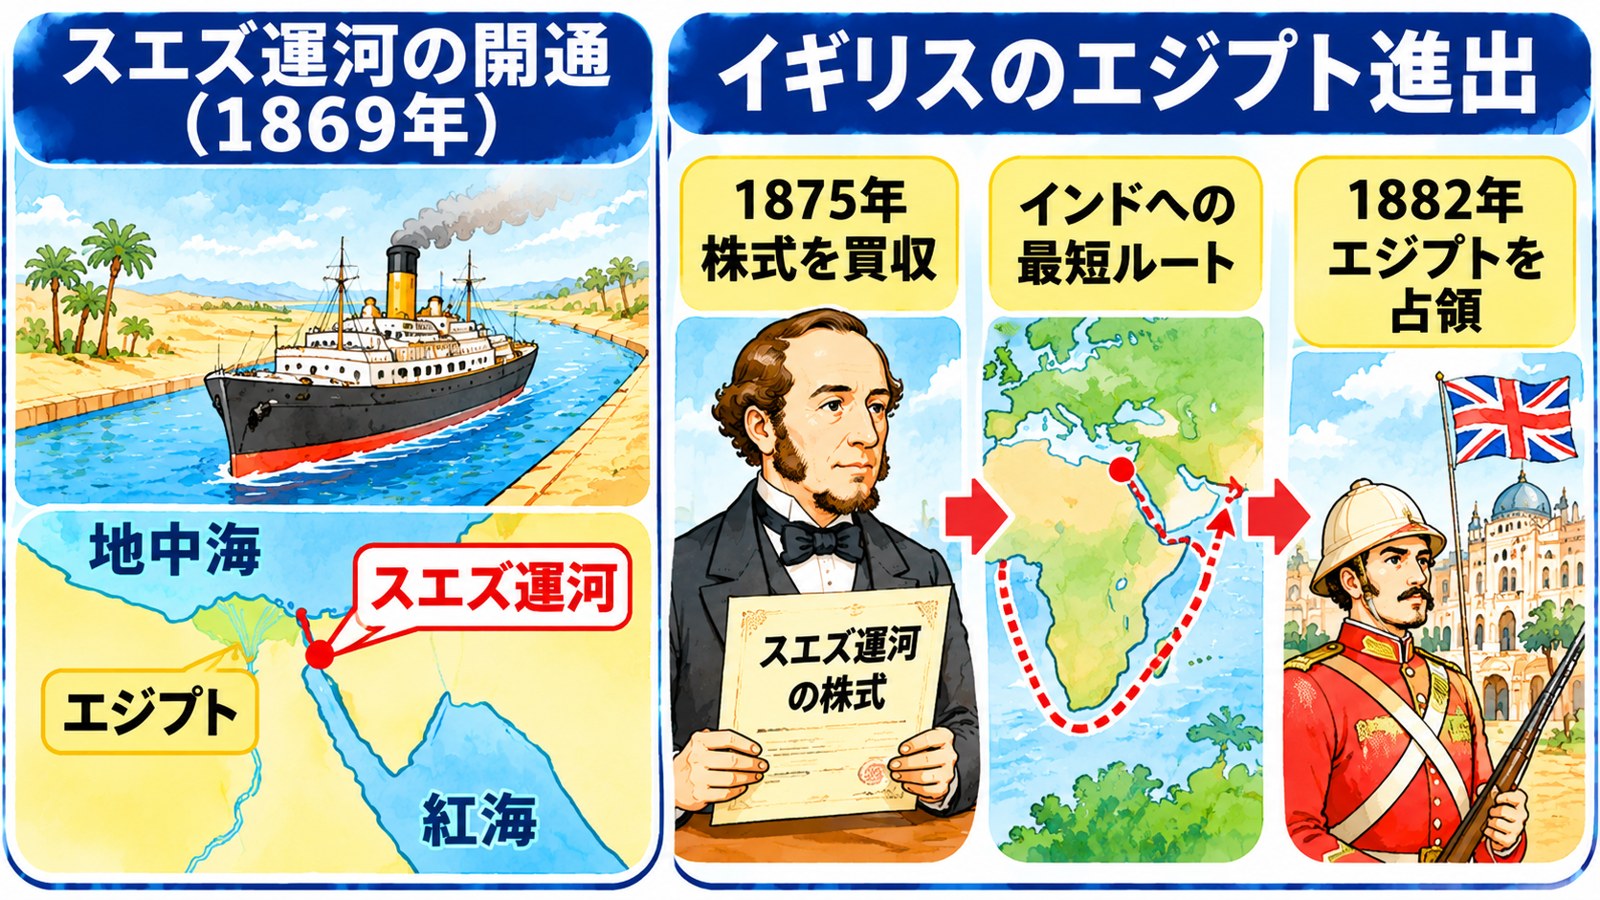 スエズ運河の開通
(1869年)
地中海
スエズ運河
エジプト
紅海
イギリスのエジプト進出
1875年
株式を買収
スエズ運河
の株式
インドへの
最短ルート
1882年
エジプトを
占領